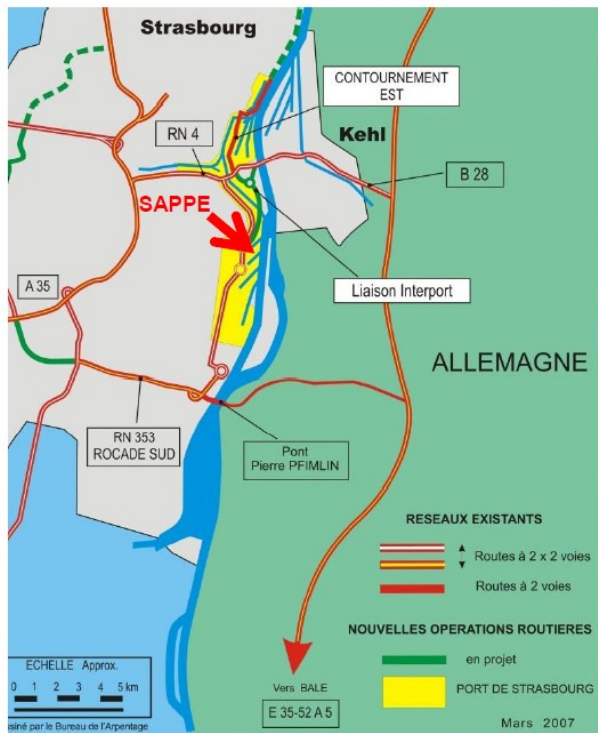 Strasbourg
CONTOURNEMENT
EST
RN 4
Kehl
B 28
SAPPE
A 35
Liaison Interport
ALLEMAGNE
RN 353
ROCADE SUD
Pont
Pierre PFIMLIN
RESEAUX EXISTANTS
Routes à 2 x 2 voies
Routes à 2 voies
NOUVELLES OPERATIONS ROUTIERES
en projet
PORT DE STRASBOURG
ECHELLE Approx.
0 1 2 3 4 5 km
ssiné par le Bureau de l'Arpentage
Vers BALE
E 35-52 A 5
Mars 2007